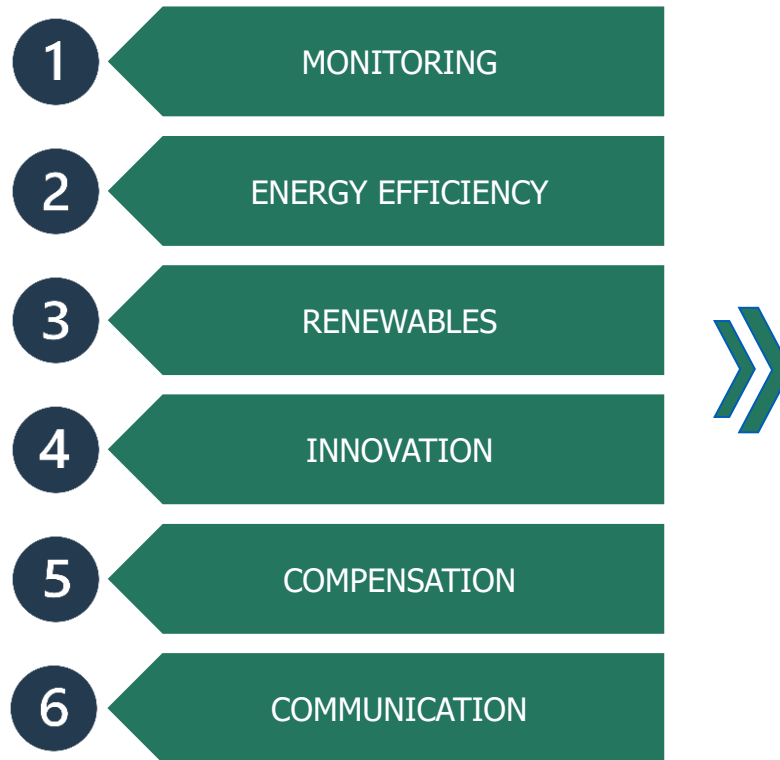 1 MONITORING
2 ENERGY EFFICIENCY
3 RENEWABLES
4 INNOVATION
5 COMPENSATION
6 COMMUNICATION